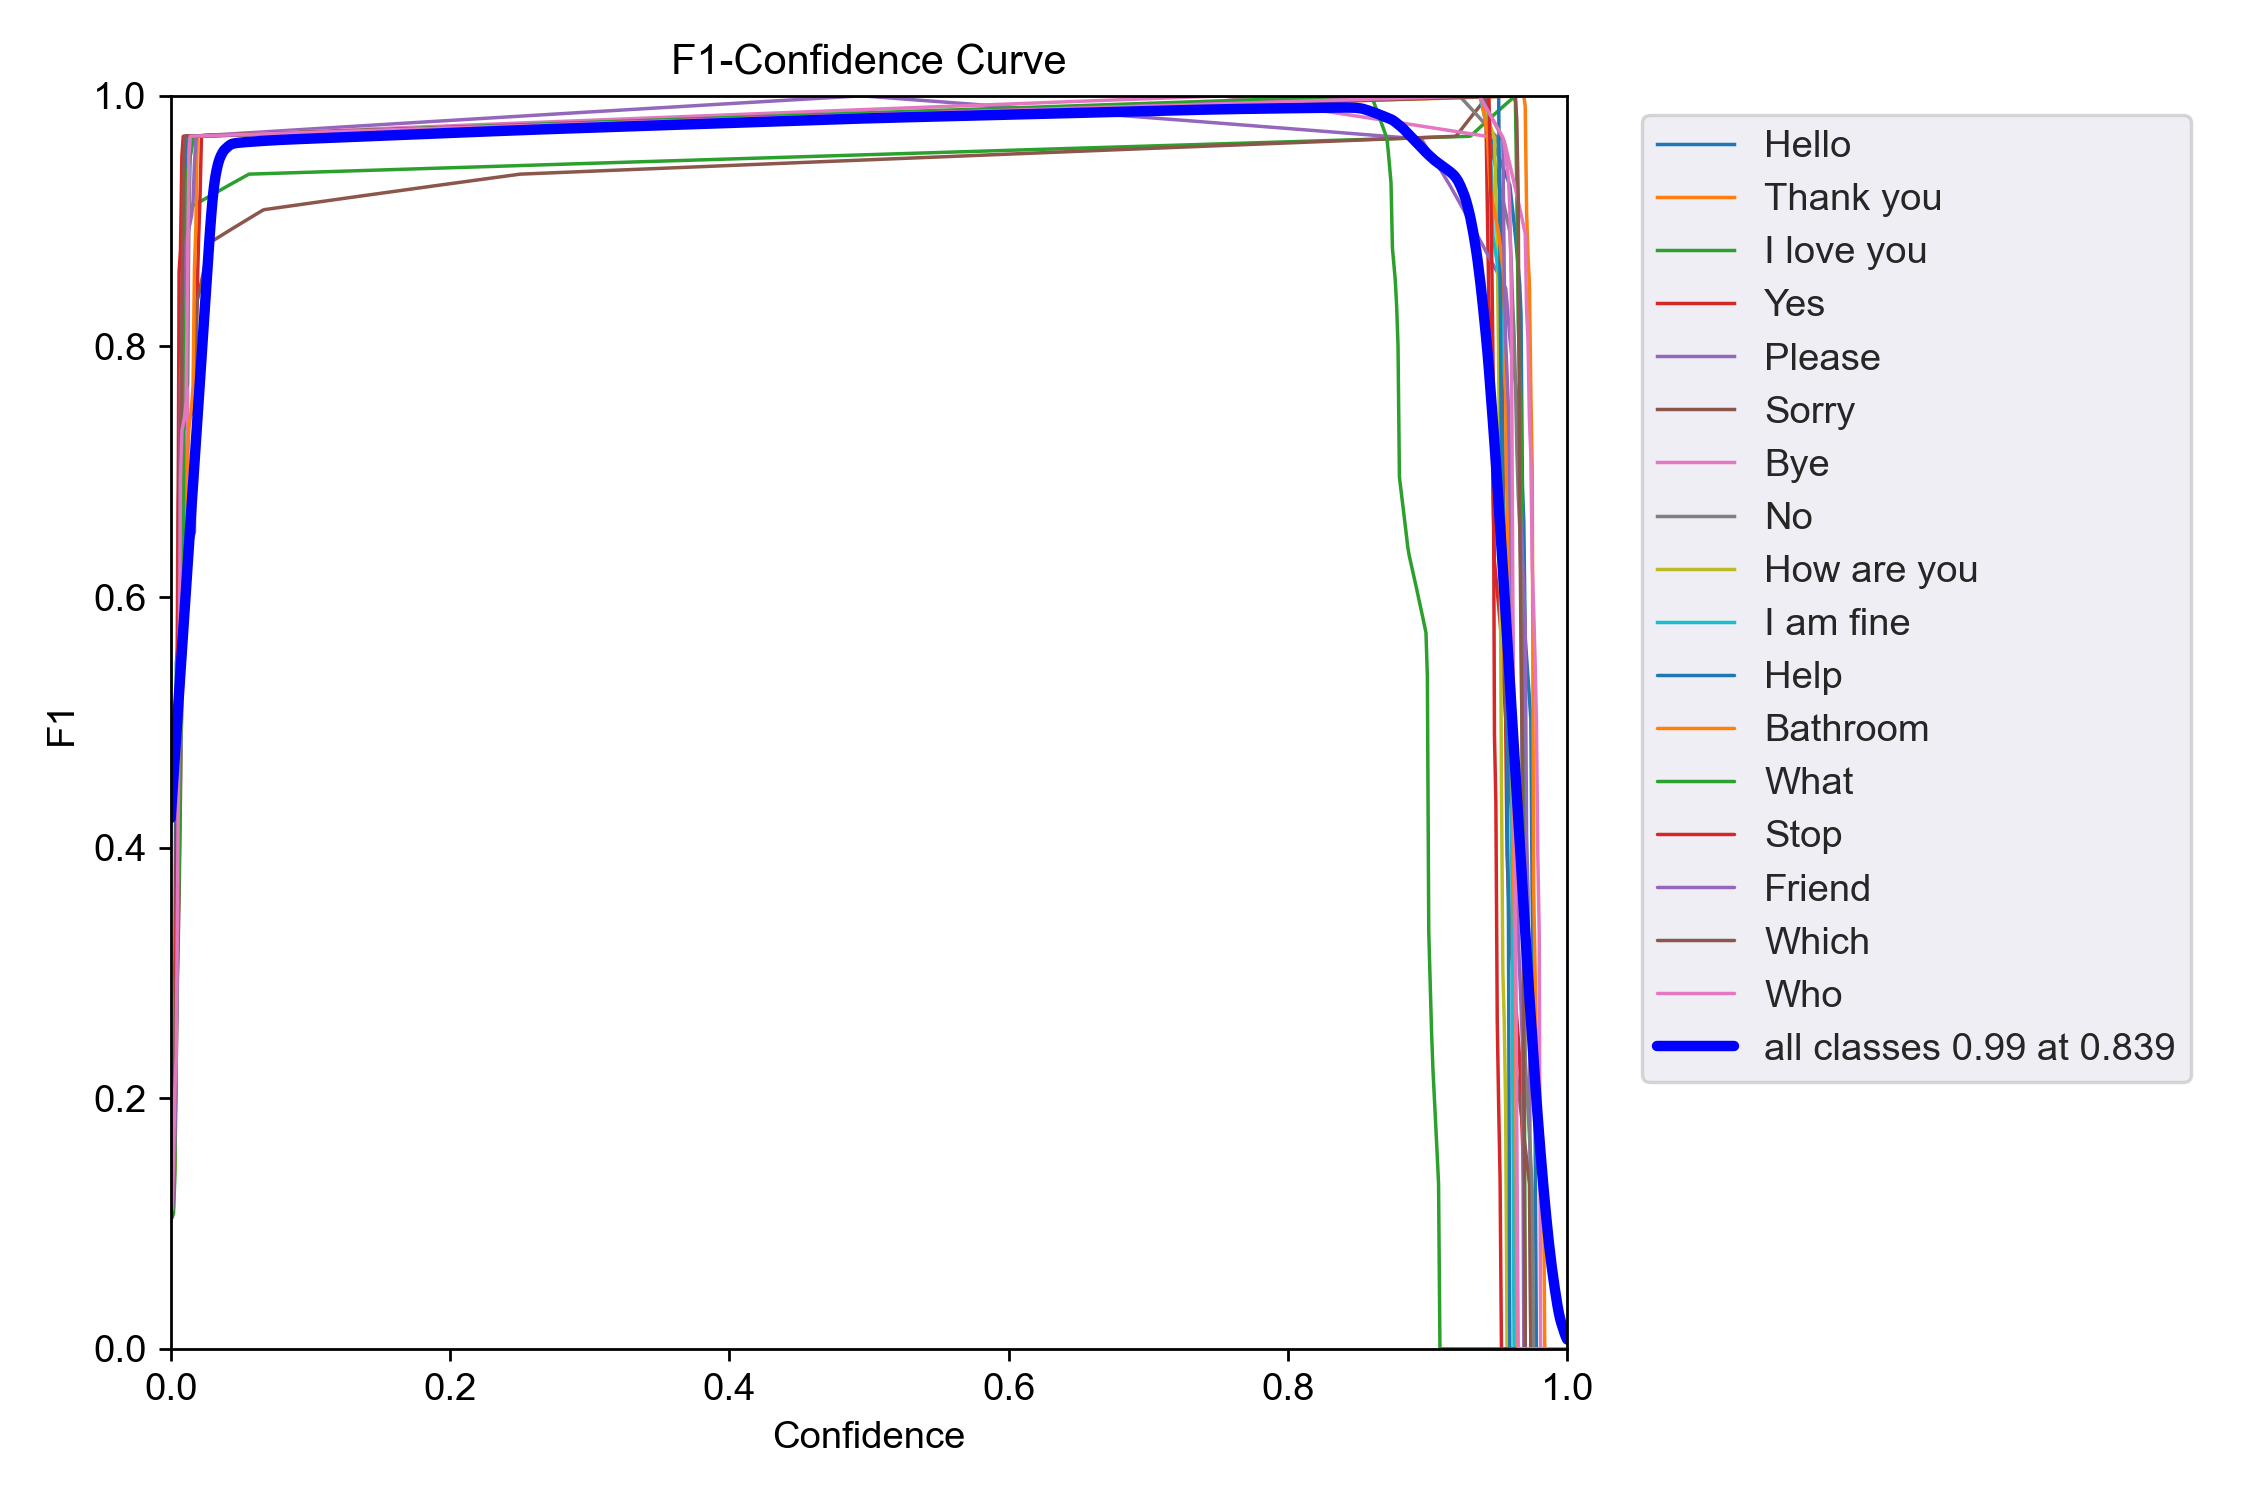 F1-Confidence Curve
1.0
0.8
0.6
0.4
0.2
0.0
F1
0.0 0.2 0.4 0.6 0.8 1.0
Confidence
Hello
Thank you
I love you
Yes
Please
Sorry
Bye
No
How are you
I am fine
Help
Bathroom
What
Stop
Friend
Which
Who
all classes 0.99 at 0.839